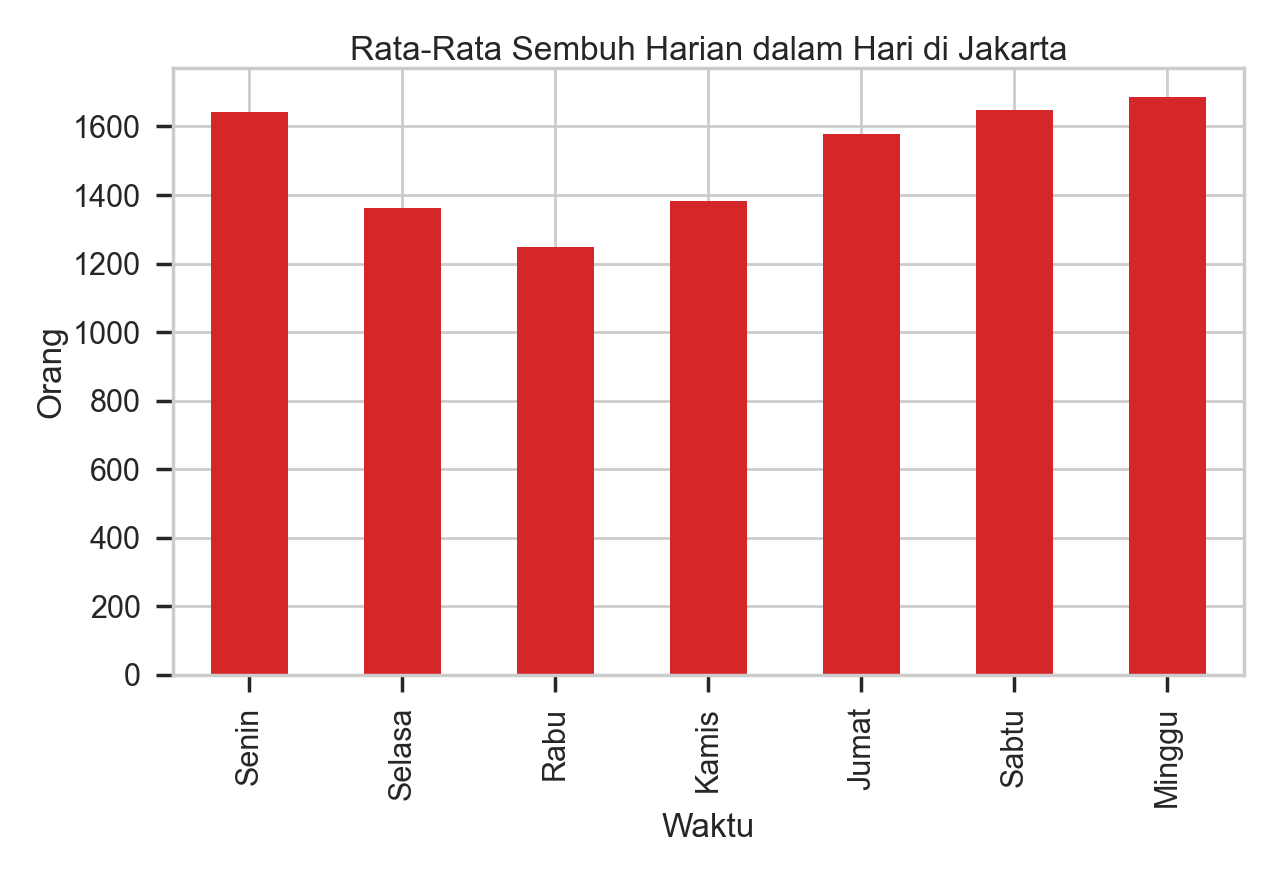 Rata-Rata Sembuh Harian dalam Hari di Jakarta
Orang
1600
1400
1200
1000
800
600
400
200
0
Senin
Selasa
Rabu
Kamis
Jumat
Sabtu
Minggu
Waktu